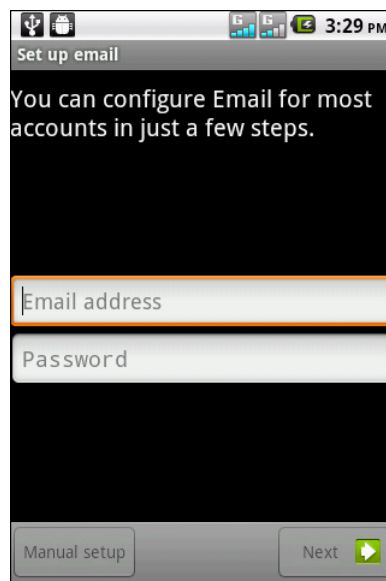 G G 3:29 PM
Set up email
You can configure Email for most
accounts in just a few steps.
Email address
Password
Manual setup Next